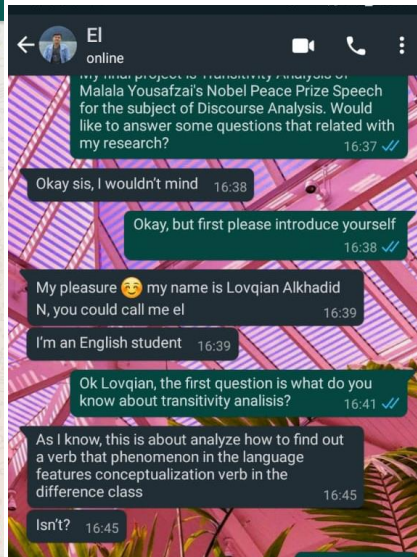 El
online
My final project is Transitivity Analysis of
Malala Yousafzai's Nobel Peace Prize Speech
for the subject of Discourse Analysis. Would
like to answer some questions that related with
my research?
16:37
Okay sis, I wouldn't mind 16:38
Okay, but first please introduce yourself
16:38
My pleasure 😊 my name is Lovqian Alkhadid
N, you could call me el
16:39
I'm an English student 16:39
Ok Lovqian, the first question is what do you
know about transitivity analisis?
16:41
As I know, this is about analyze how to find out
a verb that phenomenon in the language
features conceptualization verb in the
difference class
16:45
Isn't? 16:45